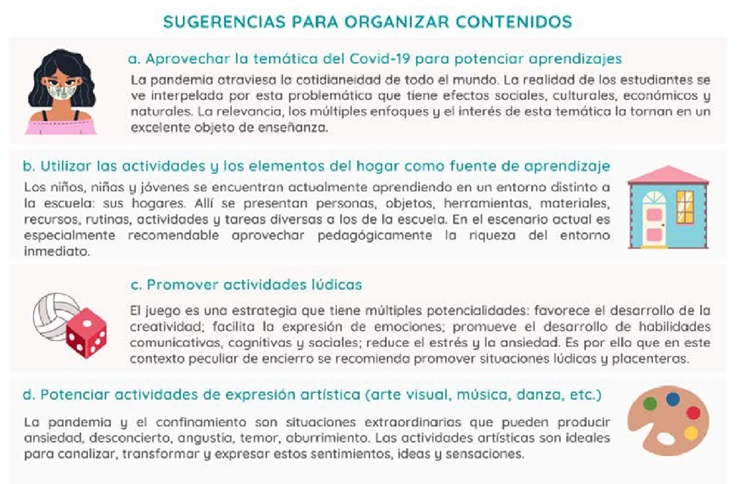 SUGERENCIAS PARA ORGANIZAR CONTENIDOS
a. Aprovechar la temática del Covid-19 para potenciar aprendizajes
La pandemia atraviesa la cotidianeidad de todo el mundo. La realidad de los estudiantes se
ve interpelada por esta problemática que tiene efectos sociales, culturales, económicos y
naturales. La relevancia, los múltiples enfoques y el interés de esta temática la tornan en un
excelente objeto de enseñanza.
b. Utilizar las actividades y los elementos del hogar como fuente de aprendizaje
Los niños, niñas y jóvenes se encuentran actualmente aprendiendo en un entorno distinto a
la escuela: sus hogares. Allí se presentan personas, objetos, herramientas, materiales,
recursos, rutinas, actividades y tareas diversas a los de la escuela. En el escenario actual es
especialmente recomendable aprovechar pedagógicamente la riqueza del entorno
inmediato.
c. Promover actividades lúdicas
El juego es una estrategia que tiene múltiples potencialidades: favorece el desarrollo de la
creatividad; facilita la expresión de emociones; promueve el desarrollo de habilidades
comunicativas, cognitivas y sociales; reduce el estrés y la ansiedad. Es por ello que en este
contexto peculiar de encierro se recomienda promover situaciones lúdicas y placenteras.
d. Potenciar actividades de expresión artística (arte visual, música, danza, etc.)
La pandemia y el confinamiento son situaciones extraordinarias que pueden producir
ansiedad, desconcierto, angustia, temor, aburrimiento. Las actividades artísticas son ideales
para canalizar, transformar y expresar estos sentimientos, ideas y sensaciones.